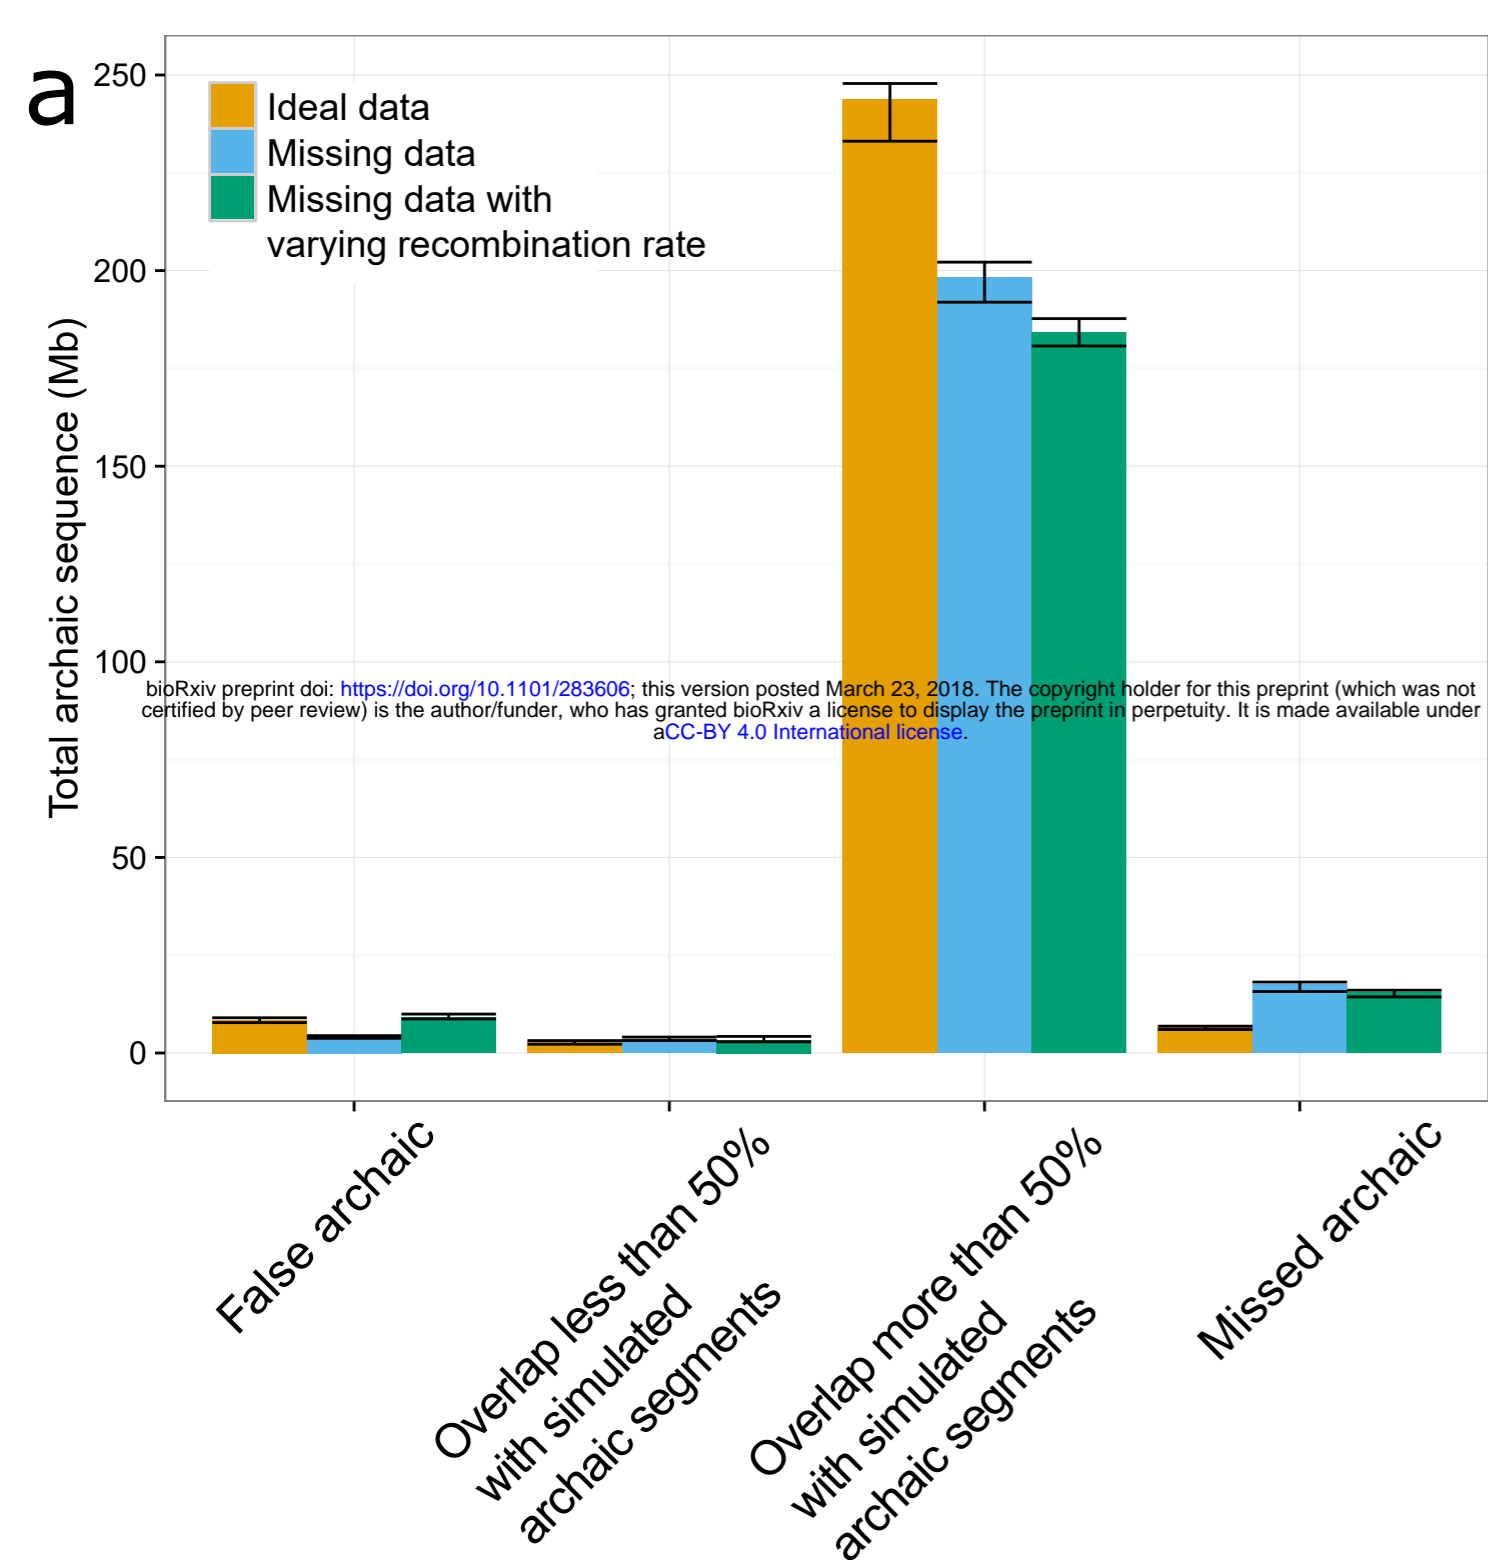 a
250
200
150
100
50
0
Total archaic sequence (Mb)
Ideal data
Missing data
Missing data with
varying recombination rate
bioRxiv preprint doi: https://doi.org/10.1101/283606; this version posted March 23, 2018. The copyright holder for this preprint (which was not
certified by peer review) is the author/funder, who has granted bioRxiv a license to display the preprint in perpetuity. It is made available under
aCC-BY 4.0 International license.
False archaic
Overlap less than 50%
with simulated
archaic segments
Overlap more than 50%
with simulated
archaic segments
Missed archaic